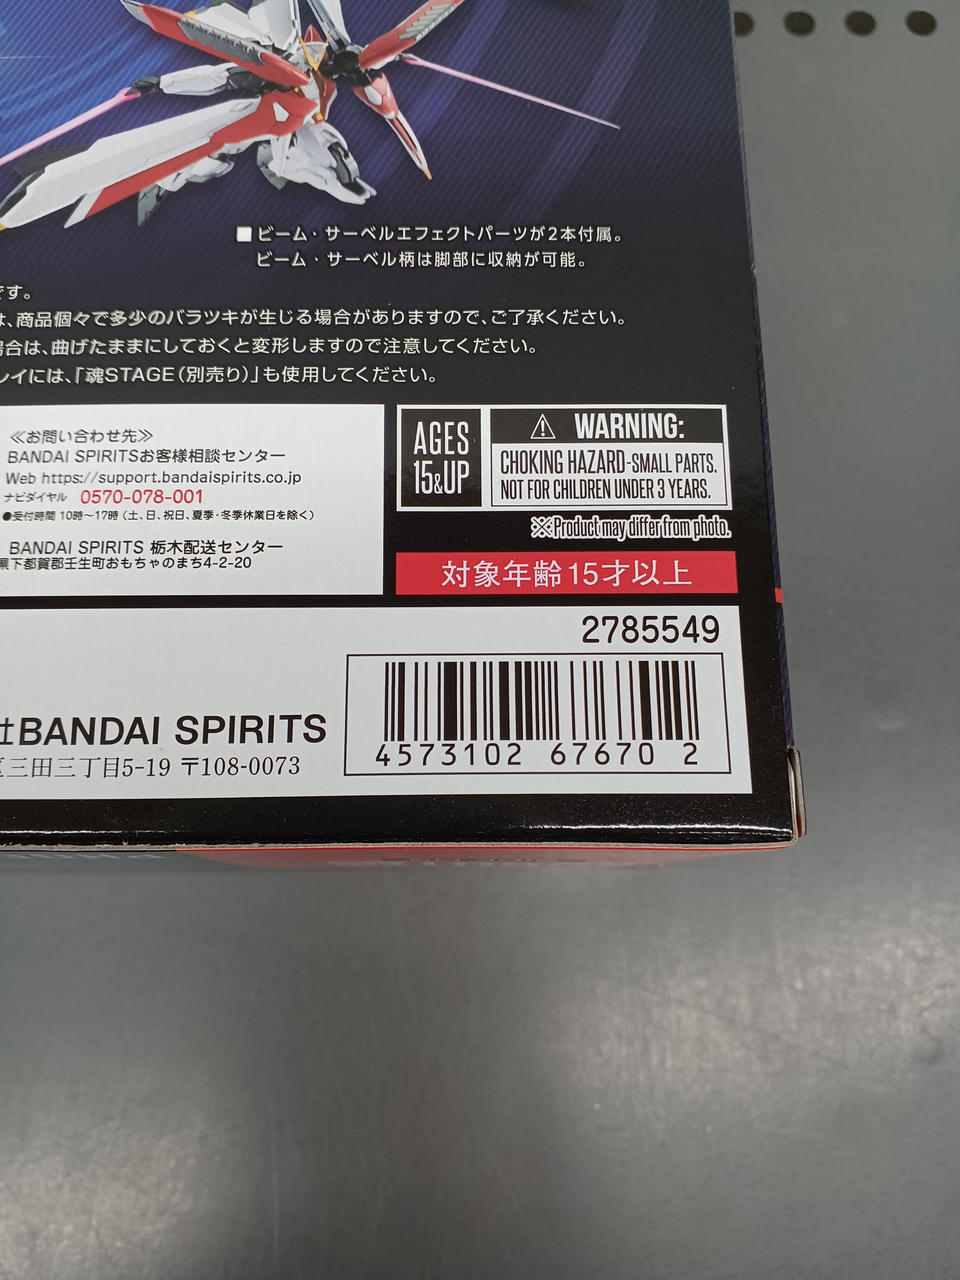 ■ビーム・サーベルエフェクトパーツが2本付属。
ビーム・サーベル柄は脚部に収納が可能。
です。
は、商品個々で多少のバラツキが生じる場合がありますので、ご了承ください。
場合は、曲げたままにしておくと変形しますので注意してください。
レイには、「魂STAGE(別売り)」も使用してください。
≪お問い合わせ先≫
BANDAI SPIRITSお客様相談センター
Web https://support.bandaispirits.co.jp
ナビダイヤル 0570-078-001
●受付時間 10時～17時(土、日、祝日、夏季・冬季休業日を除く)
BANDAI SPIRITS 栃木配送センター
県下都賀郡壬生町おもちゃのまち4-2-20
AGES
15&UP
⚠ WARNING:
CHOKING HAZARD-SMALL PARTS.
NOT FOR CHILDREN UNDER 3 YEARS.
※Product may differ from photo.
対象年齢15才以上
2785549
社BANDAI SPIRITS
区三田三丁目5-19 〒108-0073
4573102 67670 2